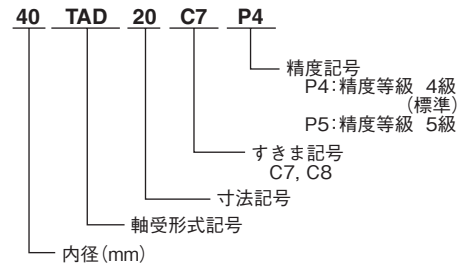 40 TAD 20 C7 P4
精度記号
P4：精度等級 4級
（標準）
P5：精度等級 5級
すきま記号
C7, C8
寸法記号
軸受形式記号
内径（mm）